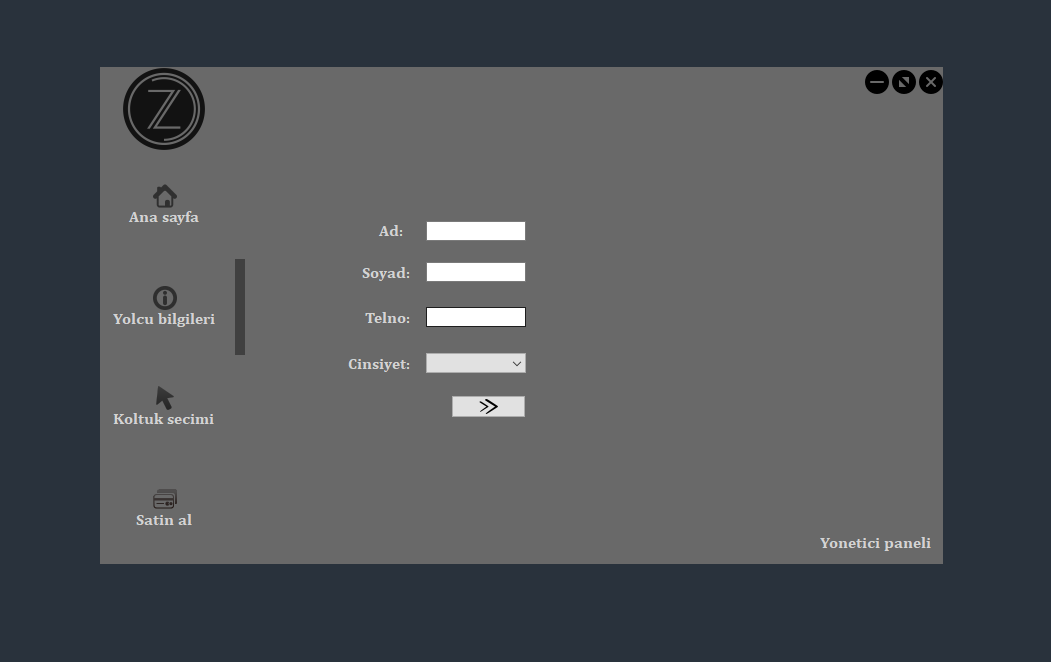 Z
Ana sayfa
Yolcu bilgileri
Koltuk secimi
Satin al
Ad:
Soyad:
Telno:
Cinsiyet:
Yonetici paneli